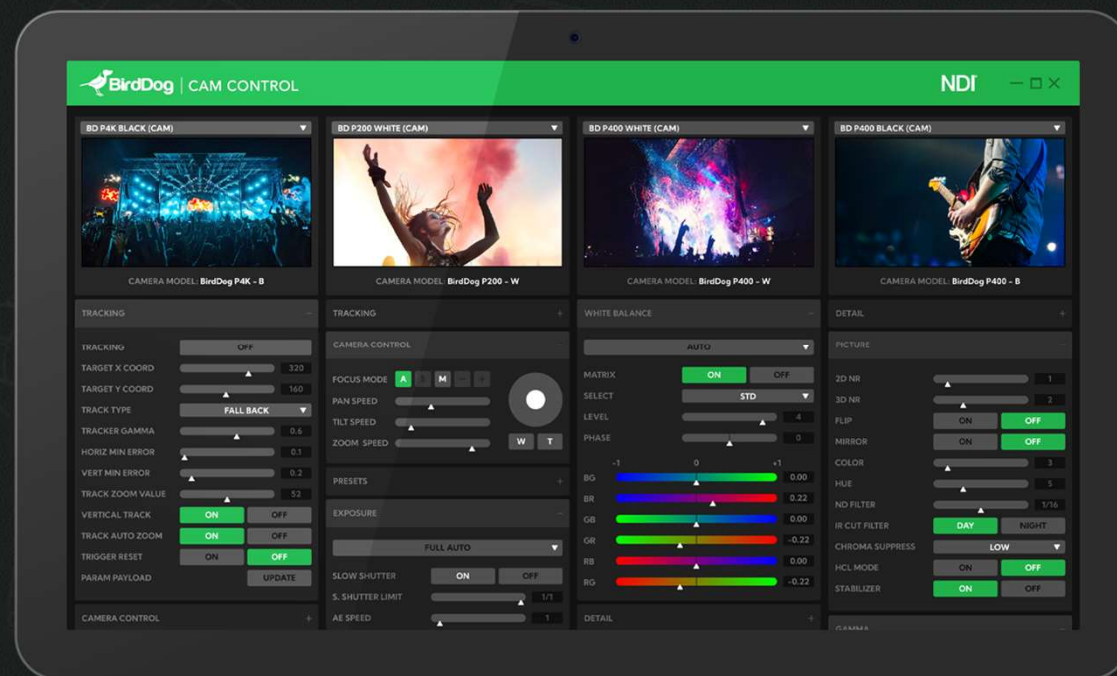 BirdDog | CAM CONTROL
NDI
BD P4K BLACK (CAM)
CAMERA MODEL: BirdDog P4K - B
TRACKING
TRACKING OFF
TARGET X COORD 320
TARGET Y COORD 160
TRACK TYPE FALL BACK
TRACKER GAMMA 0.6
HORIZ MIN ERROR 0.1
VERT MIN ERROR 0.2
TRACK ZOOM VALUE 52
VERTICAL TRACK ON OFF
TRACK AUTO ZOOM ON OFF
TRIGGER RESET ON OFF
PARAM PAYLOAD UPDATE
CAMERA CONTROL
BD P200 WHITE (CAM)
CAMERA MODEL: BirdDog P200 - W
TRACKING
CAMERA CONTROL
FOCUS MODE A M
PAN SPEED
TILT SPEED
ZOOM SPEED W T
PRESETS
EXPOSURE
FULL AUTO
SLOW SHUTTER ON OFF
S. SHUTTER LIMIT 1/1
AE SPEED 1
BD P400 WHITE (CAM)
CAMERA MODEL: BirdDog P400 - W
WHITE BALANCE
AUTO
MATRIX ON OFF
SELECT STD
LEVEL 4
PHASE 0
-1 0 +1
BG 0.00
BR 0.22
GB 0.00
GR -0.22
RB 0.00
RG -0.22
DETAIL
BD P400 BLACK (CAM)
CAMERA MODEL: BirdDog P400 - B
DETAIL
PICTURE
2D NR 1
3D NR 2
FLIP ON OFF
MIRROR ON OFF
COLOR 3
HUE 5
ND FILTER 1/16
IR CUT FILTER DAY NIGHT
CHROMA SUPPRESS LOW
HCL MODE ON OFF
STABILIZER ON OFF
GAMMA